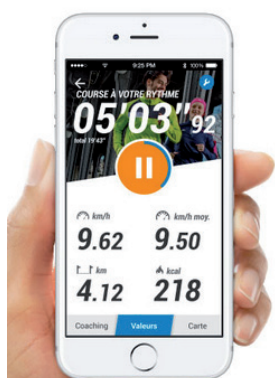 9:25 PM 100%
COURSE À VOTRE RYTHME
05'03"92
total 19'43"
km/h km/h moy.
9.62 9.50
km kcal
4.12 218
Coaching Valeurs Carte